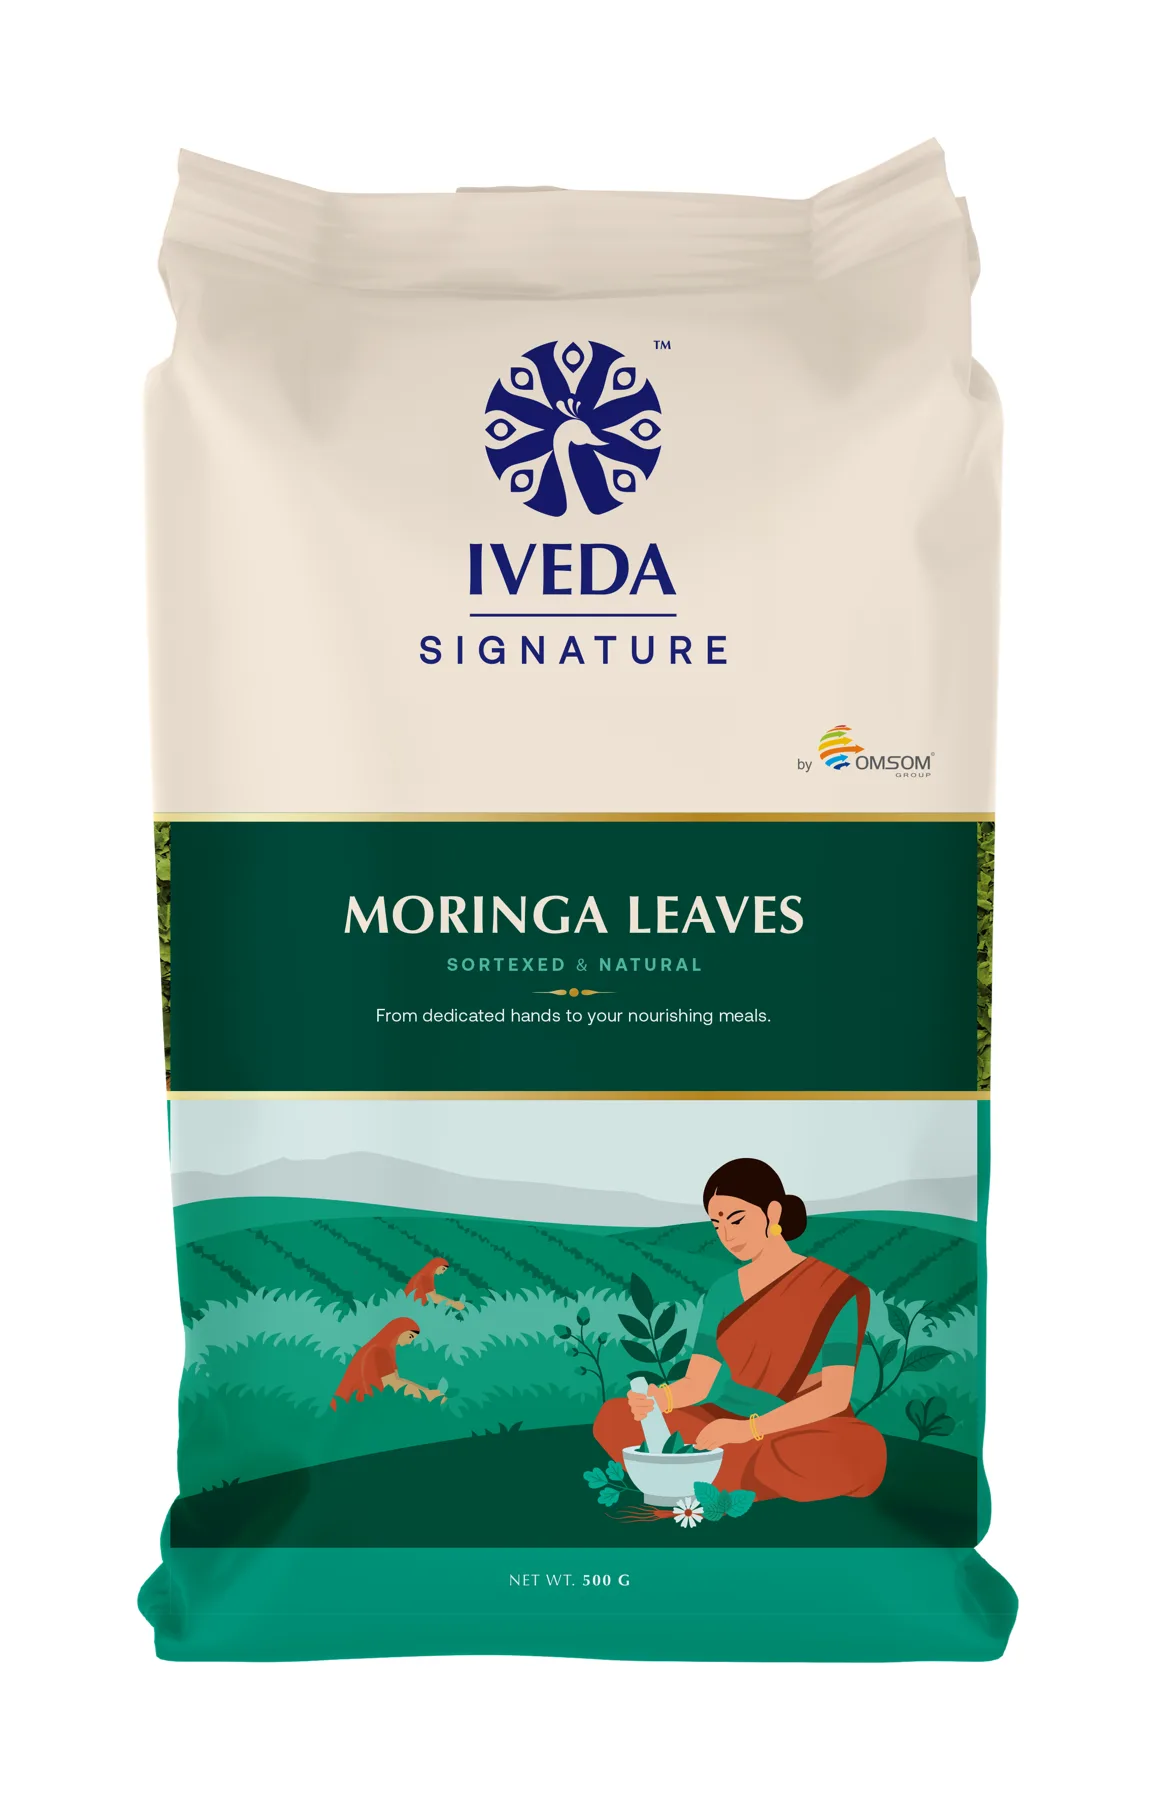 TM
IVEDA
SIGNATURE
by OMSOM®
GROUP
MORINGA LEAVES
SORTEXED & NATURAL
From dedicated hands to your nourishing meals.
NET WT. 500 G